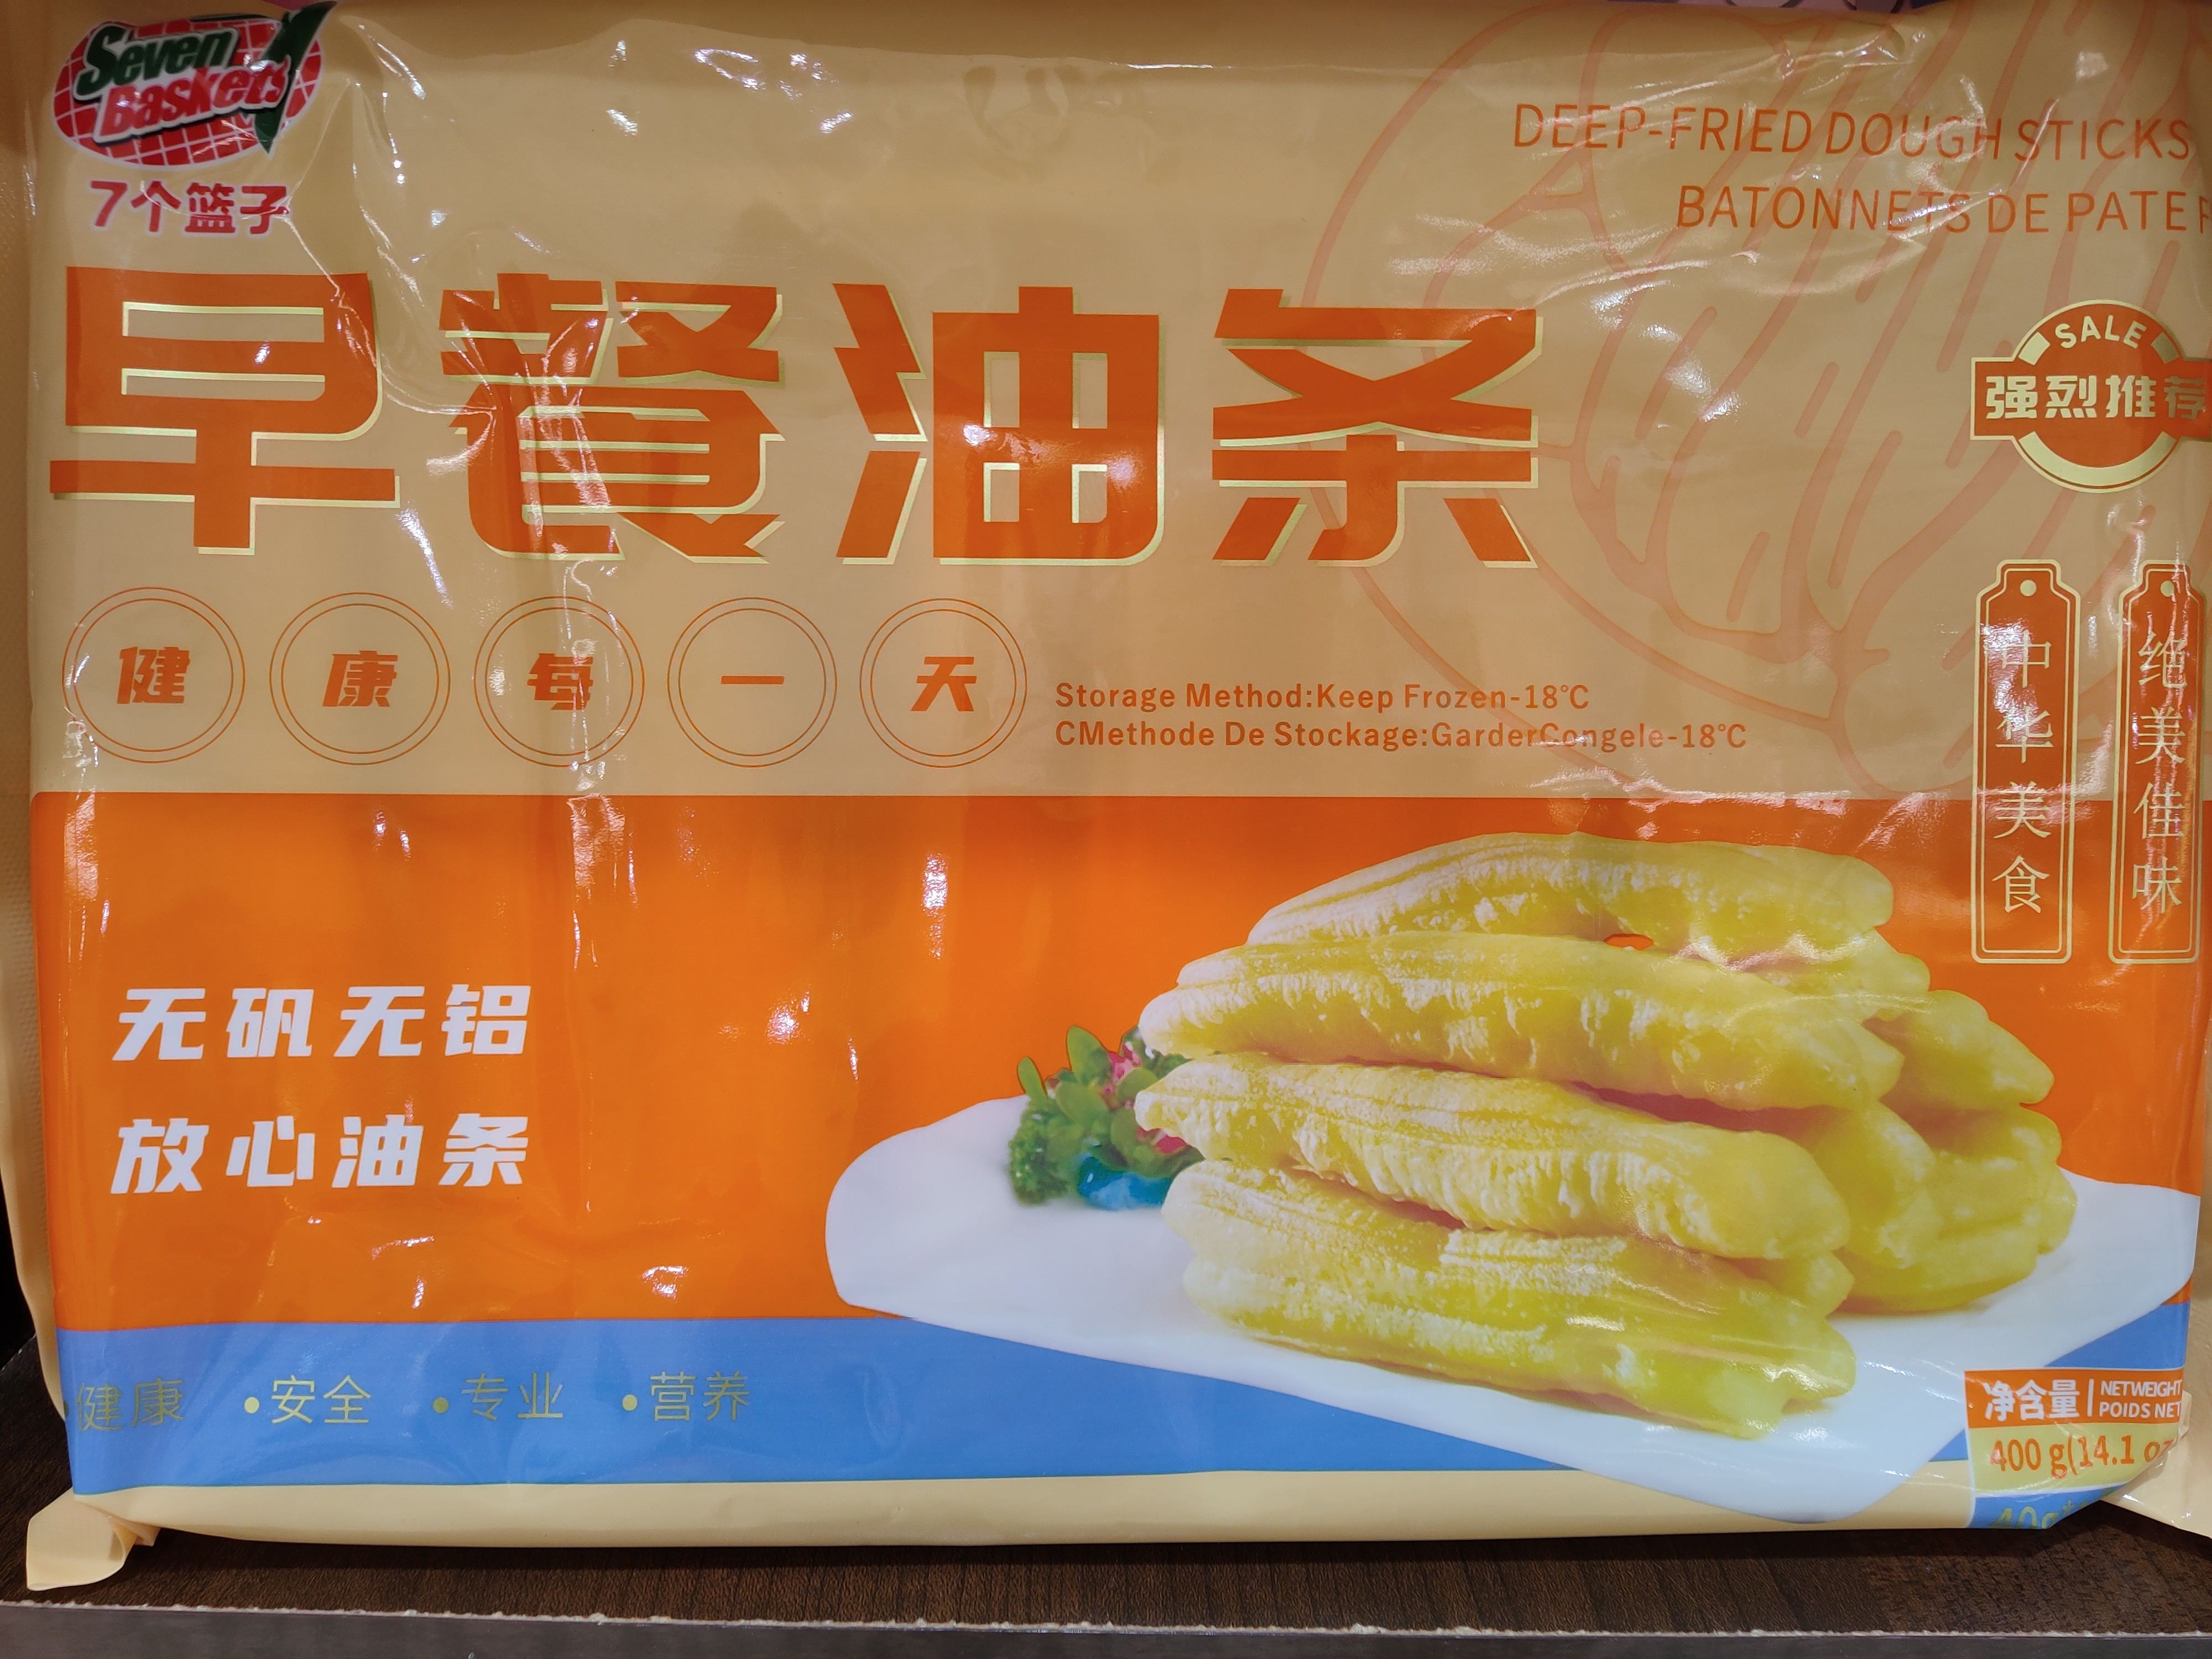 Seven
Baskets
7个篮子
DEEP-FRIED DOUGH STICKS
BATONNETS DE PATE
早餐油条
SALE
强烈推荐
健康每一天
Storage Method:Keep Frozen-18℃
CMethode De Stockage:GarderCongele-18℃
中华美食
绝美佳味
无矾无铝
放心油条
•健康 •安全 •专业 •营养
净含量 NETWEIGHT
POIDS NET
400 g(14.1 oz